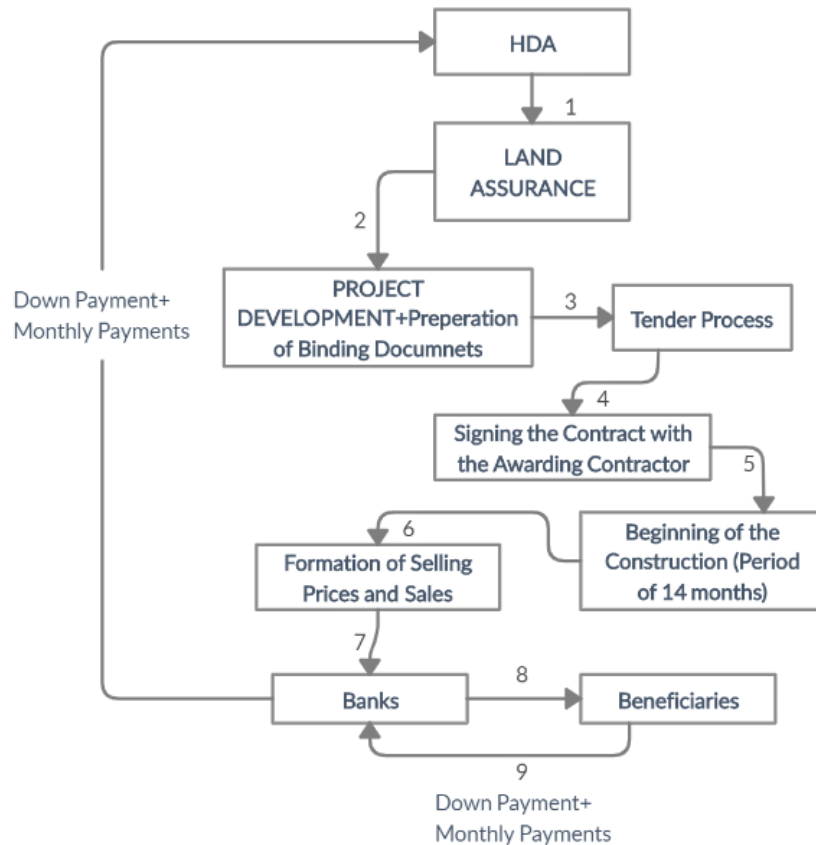 HDA
1
LAND
ASSURANCE
2
PROJECT
DEVELOPMENT+Preperation
of Binding Documnets
3
Tender Process
Down Payment+
Monthly Payments
4
Signing the Contract with
the Awarding Contractor
5
Beginning of the
Construction (Period
of 14 months)
6
Formation of Selling
Prices and Sales
7
Banks
8
Beneficiaries
9
Down Payment+
Monthly Payments